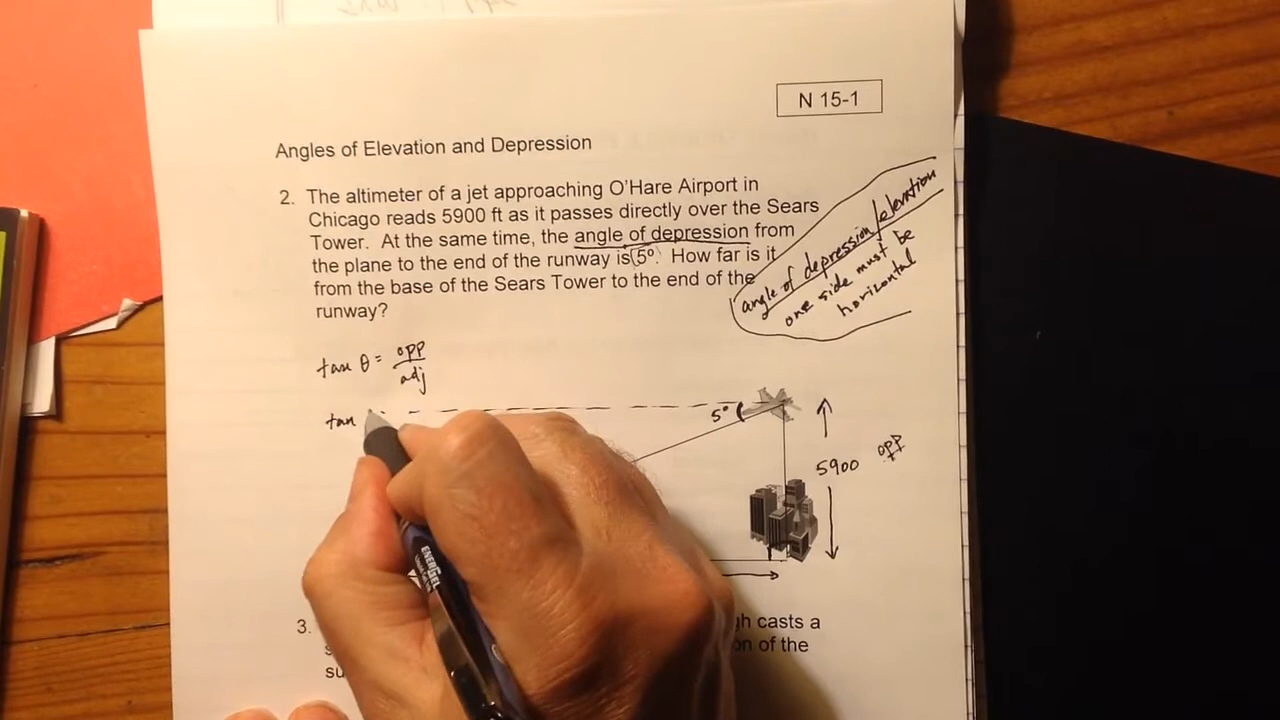 N 15-1
Angles of Elevation and Depression
2. The altimeter of a jet approaching O'Hare Airport in
Chicago reads 5900 ft as it passes directly over the Sears
Tower. At the same time, the angle of depression from
the plane to the end of the runway is 5º. How far is it
from the base of the Sears Tower to the end of the
runway?
angle of depression/elevation
one side must be
horizontal
tan θ = opp
adj
tan
5°
5900 opp
ENERGEL
3.
gh casts a
on of the
su